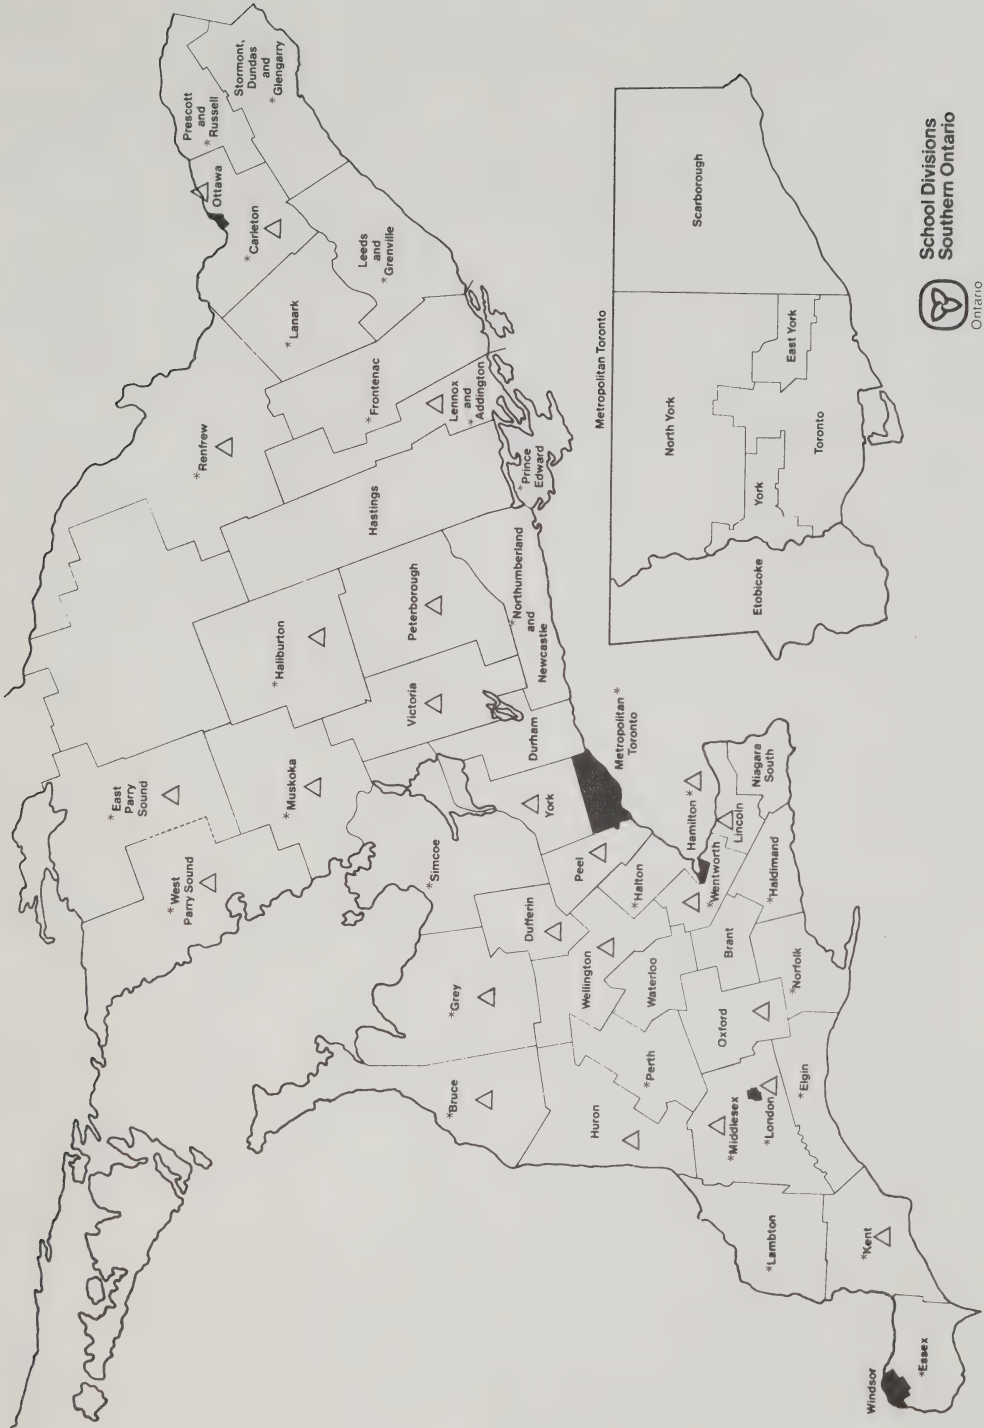 School Divisions
Southern Ontario
Ontario
Prescott
and
* Russell
Stormont,
Dundas
and
*Glengarry
Ottawa
*Carleton
Leeds
and
*Grenville
*Lanark
*Frontenac
Lennox
and
*Addington
*Renfrew
Hastings
*Prince
Edward
*Haliburton
Peterborough
*Northumberland
and
Newcastle
Victoria
Durham
*East
Parry
Sound
*West
Parry Sound
*Muskoka
*Simcoe
York
Metropolitan *
Toronto
Peel
*Halton
Hamilton *
*Wentworth
Lincoln
Niagara
South
*Haldimand
Dufferin
Wellington
Waterloo
Brant
*Norfolk
*Grey
*Bruce
Huron
*Perth
Oxford
*Middlesex
*London
*Elgin
*Lambton
*Kent
Windsor
*Essex
Metropolitan Toronto
Scarborough
North York
East York
York
Toronto
Etobicoke